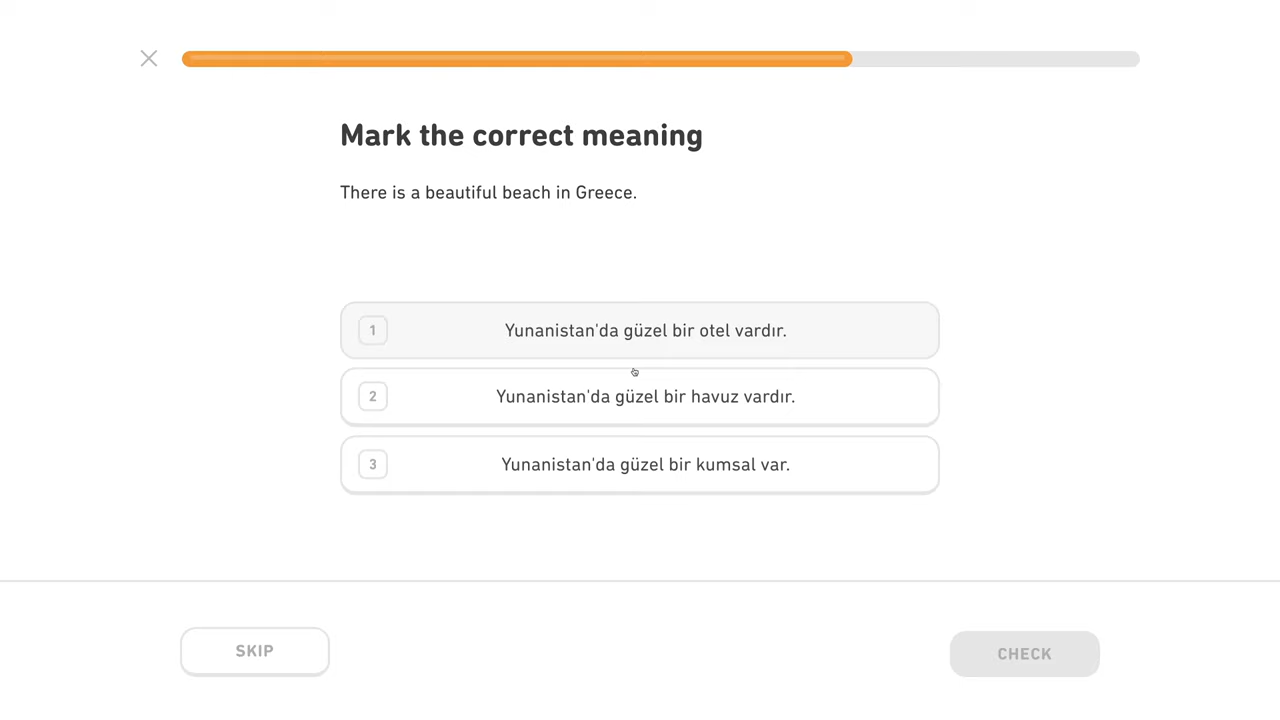 Mark the correct meaning
There is a beautiful beach in Greece.
1 Yunanistan'da güzel bir otel vardır.
2 Yunanistan'da güzel bir havuz vardır.
3 Yunanistan'da güzel bir kumsal var.
SKIP
CHECK